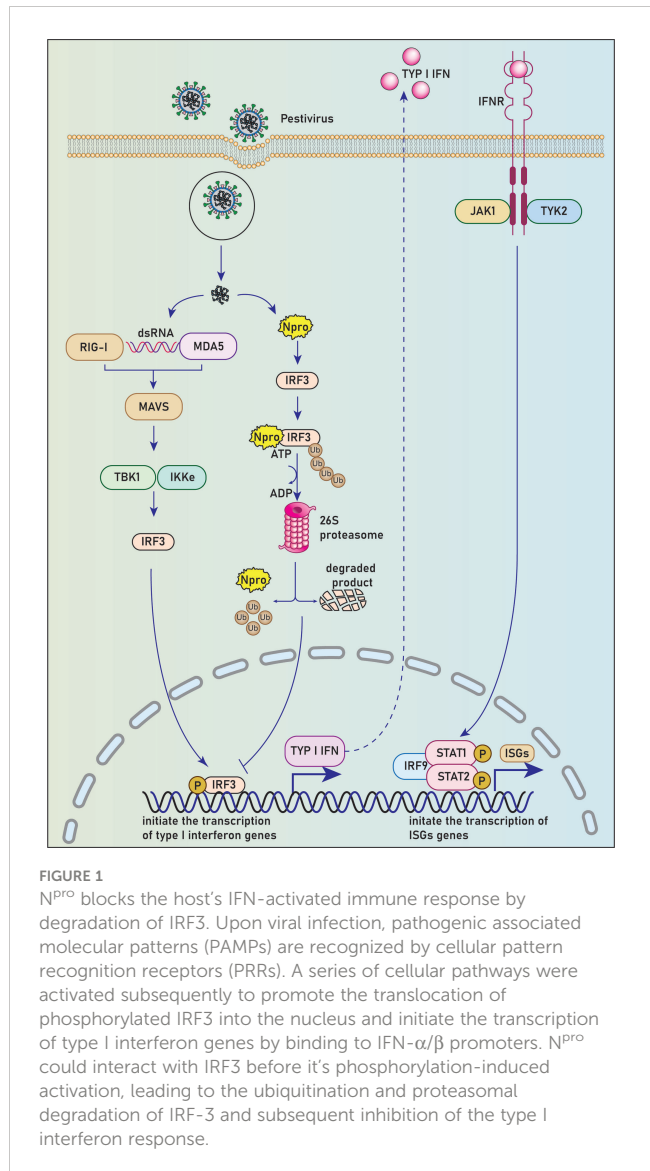 TYP I IFN
IFNR
Pestivirus
JAK1
TYK2
dsRNA
Npro
RIG-I
MDA5
IRF3
MAVS
Npro
IRF3
Ub
Ub
Ub
Ub
ATP
TBK1
IKKe
ADP
26S
proteasome
IRF3
Npro
degraded
product
Ub
Ub
Ub
Ub
TYP I IFN
STAT1
P
ISGs
IRF9
STAT2
P
P
IRF3
initiate the transcription
of type I interferon genes
initate the transcription of
ISGs genes
FIGURE 1
Npro blocks the host's IFN-activated immune response by
degradation of IRF3. Upon viral infection, pathogenic associated
molecular patterns (PAMPs) are recognized by cellular pattern
recognition receptors (PRRs). A series of cellular pathways were
activated subsequently to promote the translocation of
phosphorylated IRF3 into the nucleus and initiate the transcription
of type I interferon genes by binding to IFN-α/β promoters. Npro
could interact with IRF3 before it's phosphorylation-induced
activation, leading to the ubiquitination and proteasomal
degradation of IRF-3 and subsequent inhibition of the type I
interferon response.